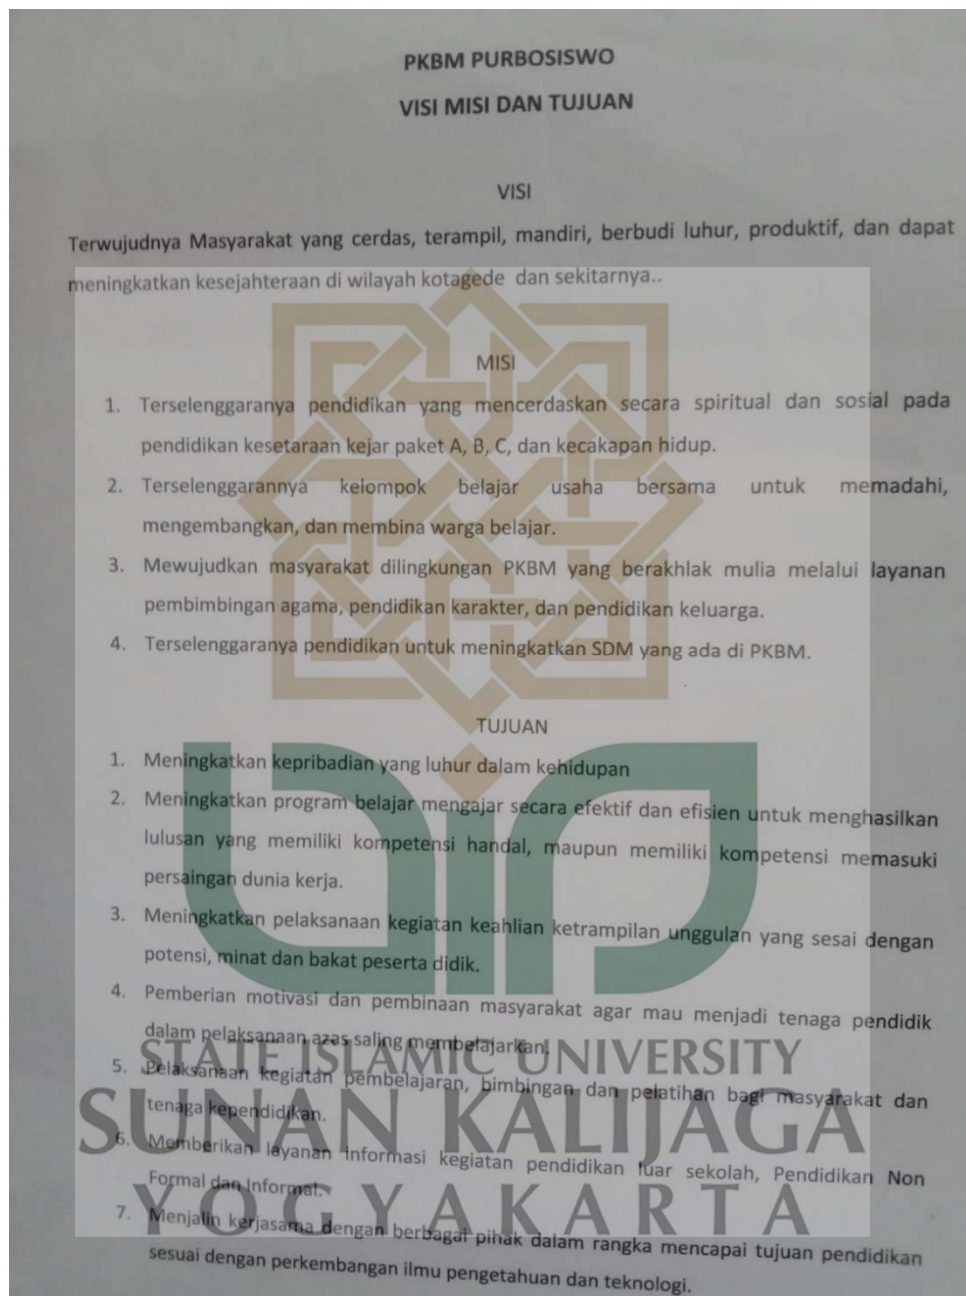 PKBM PURBOSISWO
VISI MISI DAN TUJUAN
VISI
Terwujudnya Masyarakat yang cerdas, terampil, mandiri, berbudi luhur, produktif, dan dapat
meningkatkan kesejahteraan di wilayah kotagede dan sekitarnya..
MISI
1. Terselenggaranya pendidikan yang mencerdaskan secara spiritual dan sosial pada
pendidikan kesetaraan kejar paket A, B, C, dan kecakapan hidup.
2. Terselenggarannya kelompok belajar usaha bersama untuk memadahi,
mengembangkan, dan membina warga belajar.
3. Mewujudkan masyarakat dilingkungan PKBM yang berakhlak mulia melalui layanan
pembimbingan agama, pendidikan karakter, dan pendidikan keluarga.
4. Terselenggaranya pendidikan untuk meningkatkan SDM yang ada di PKBM.
TUJUAN
1. Meningkatkan kepribadian yang luhur dalam kehidupan
2. Meningkatkan program belajar mengajar secara efektif dan efisien untuk menghasilkan
lulusan yang memiliki kompetensi handal, maupun memiliki kompetensi memasuki
persaingan dunia kerja.
3. Meningkatkan pelaksanaan kegiatan keahlian ketrampilan unggulan yang sesai dengan
potensi, minat dan bakat peserta didik.
4. Pemberian motivasi dan pembinaan masyarakat agar mau menjadi tenaga pendidik
dalam pelaksanaan azas saling membelajarkan.
STATE ISLAMIC UNIVERSITY
5. Pelaksanaan kegiatan pembelajaran, bimbingan dan pelatihan bagi masyarakat dan
tenaga kependidikan.
SUNAN KALIJAGA
6. Memberikan layanan informasi kegiatan pendidikan luar sekolah, Pendidikan Non
Formal dan Informal.
YOGYAKARTA
7. Menjalin kerjasama dengan berbagai pihak dalam rangka mencapai tujuan pendidikan
sesuai dengan perkembangan ilmu pengetahuan dan teknologi.